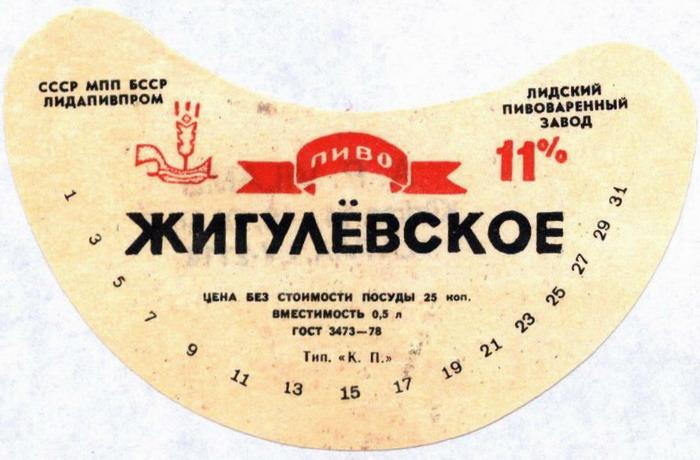 СССР МПП БССР
ЛИДАПИВПРОМ
ЛИДСКИЙ
ПИВОВАРЕННЫЙ
ЗАВОД
11%
ПИВО
ЖИГУЛЁВСКОЕ
ЦЕНА БЕЗ СТОИМОСТИ ПОСУДЫ 25 коп.
ВМЕСТИМОСТЬ 0,5 л
ГОСТ 3473—78
Тип. «К. П.»
1 3 5 7 9 11 13 15 17 19 21 23 25 27 29 31